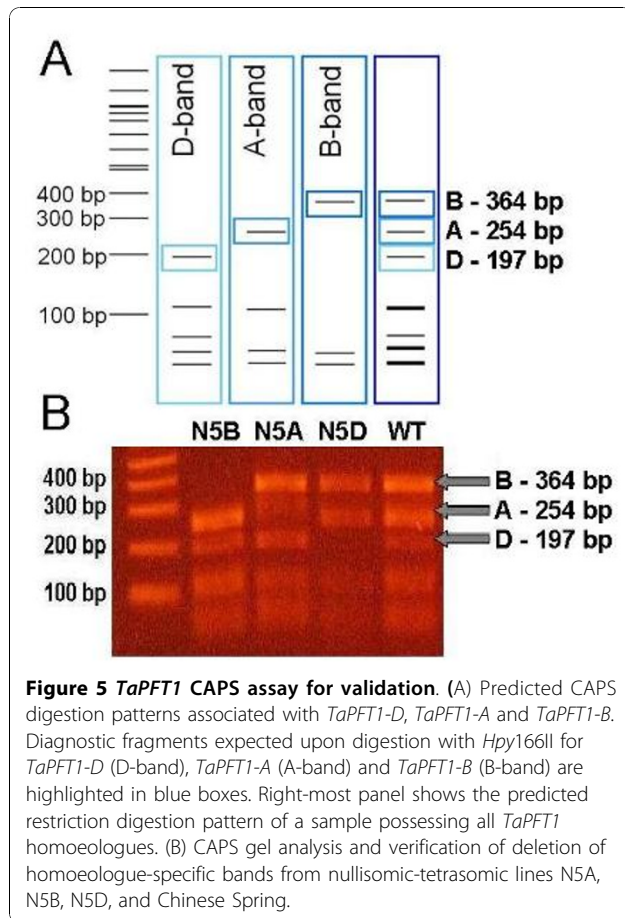 A
D-band
A-band
B-band
400 bp
300 bp
200 bp
100 bp
B - 364 bp
A - 254 bp
D - 197 bp
B
N5B N5A N5D WT
400 bp
300 bp
200 bp
100 bp
B - 364 bp
A - 254 bp
D - 197 bp
Figure 5 TaPFT1 CAPS assay for validation. (A) Predicted CAPS
digestion patterns associated with TaPFT1-D, TaPFT1-A and TaPFT1-B.
Diagnostic fragments expected upon digestion with Hpy166II for
TaPFT1-D (D-band), TaPFT1-A (A-band) and TaPFT1-B (B-band) are
highlighted in blue boxes. Right-most panel shows the predicted
restriction digestion pattern of a sample possessing all TaPFT1
homoeologues. (B) CAPS gel analysis and verification of deletion of
homoeologue-specific bands from nullisomic-tetrasomic lines N5A,
N5B, N5D, and Chinese Spring.